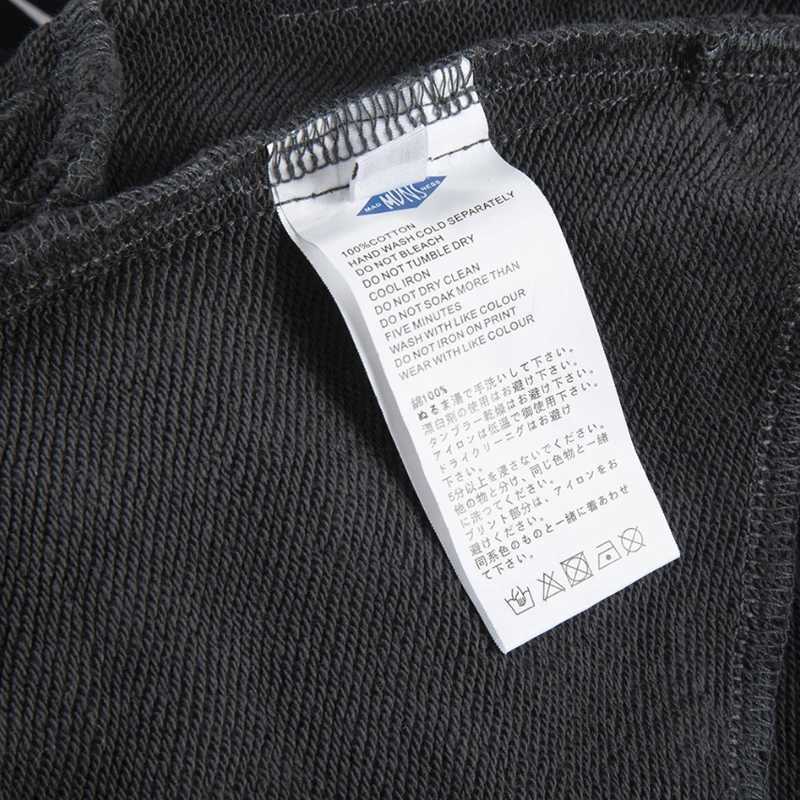 MAD MUNS NESS
100%COTTON
HAND WASH COLD SEPARATELY
DO NOT BLEACH
DO NOT TUMBLE DRY
COOL IRON
DO NOT DRY CLEAN
DO NOT SOAK MORE THAN
FIVE MINUTES
WASH WITH LIKE COLOUR
DO NOT IRON ON PRINT
WEAR WITH LIKE COLOUR
綿100%
ぬるま湯で手洗いして下さい。
漂白剤の使用はお避け下さい。
タンブラー乾燥はお避け下さい。
アイロンは低温で御使用下さい。
ドライクリーニグはお避け
下さい。
5分以上を浸さないでください。
他の物と分け、同じ色物と一緒
に洗つてください。
プリント部分は、アイロンをお
避けください。
同系色のものと一緒に着あわせ
て下さい。